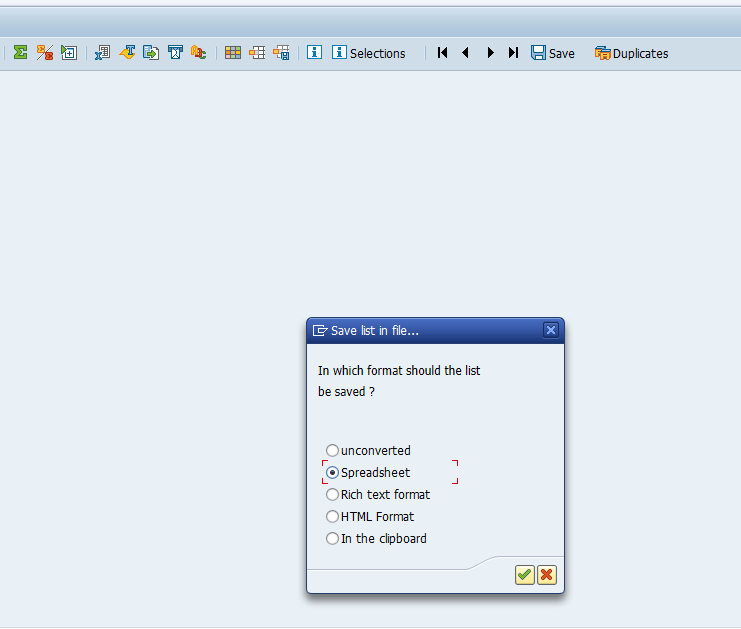 Selections Save Duplicates
Save list in file...
In which format should the list
be saved ?
unconverted
Spreadsheet
Rich text format
HTML Format
In the clipboard